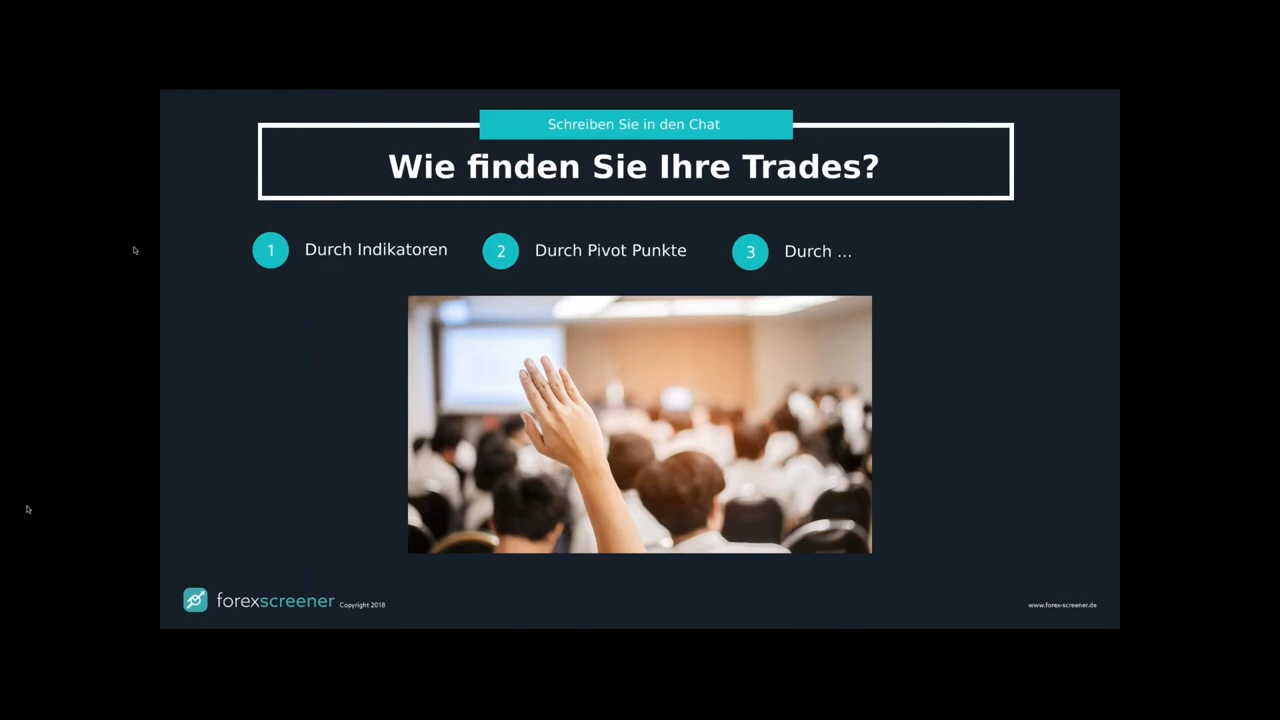 Schreiben Sie in den Chat
Wie finden Sie Ihre Trades?
1 Durch Indikatoren 2 Durch Pivot Punkte 3 Durch ...
forexscreener Copyright 2018
www.forex-screener.de